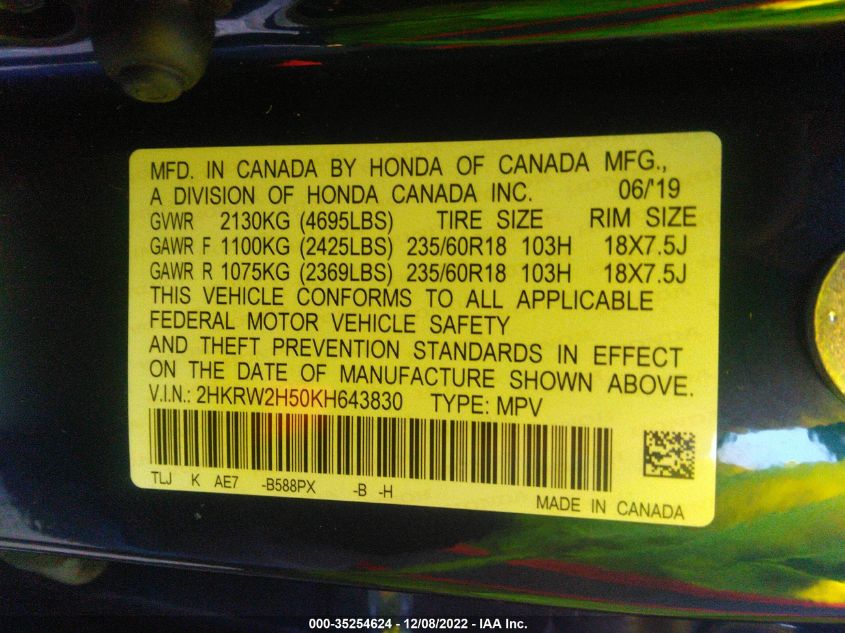 MFD. IN CANADA BY HONDA OF CANADA MFG.,
A DIVISION OF HONDA CANADA INC. 06/'19
GVWR 2130KG (4695LBS) TIRE SIZE RIM SIZE
GAWR F 1100KG (2425LBS) 235/60R18 103H 18X7.5J
GAWR R 1075KG (2369LBS) 235/60R18 103H 18X7.5J
THIS VEHICLE CONFORMS TO ALL APPLICABLE
FEDERAL MOTOR VEHICLE SAFETY
AND THEFT PREVENTION STANDARDS IN EFFECT
ON THE DATE OF MANUFACTURE SHOWN ABOVE.
V.I.N.: 2HKRW2H50KH643830 TYPE: MPV
TLJ K AE7 -B588PX -B -H
MADE IN CANADA
000-35254624 - 12/08/2022 - IAA Inc.